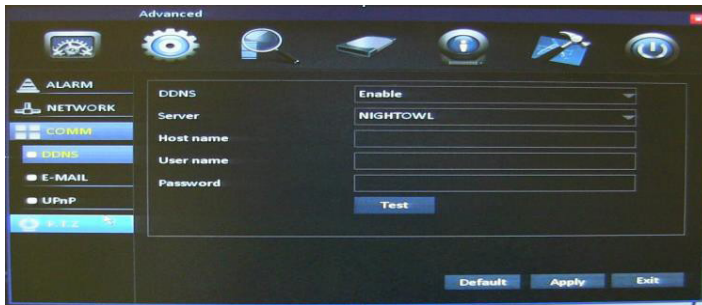 Advanced
ALARM
NETWORK
COMM
DDNS
E-MAIL
UPnP
P.T.Z
DDNS Enable
Server NIGHTOWL
Host name
User name
Password
Test
Default Apply Exit